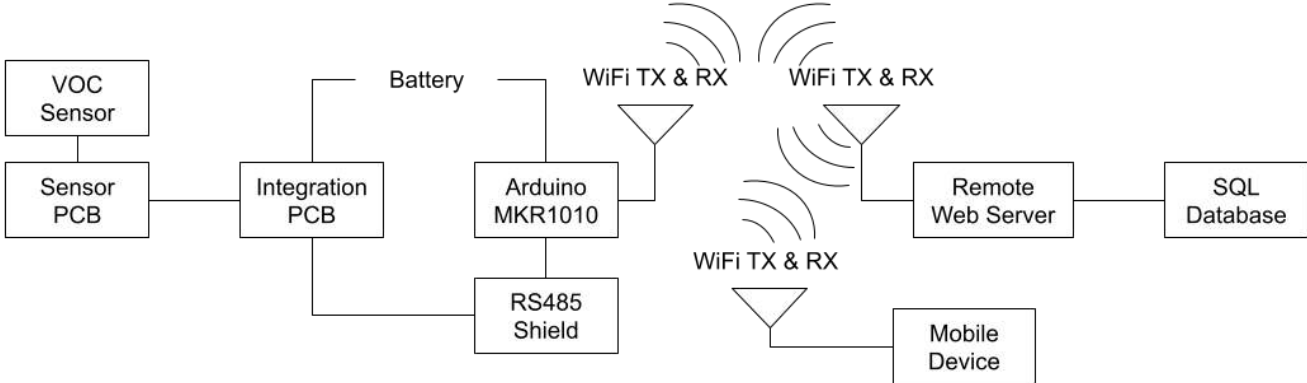 VOC
Sensor
Sensor
PCB
Integration
PCB
Battery
Arduino
MKR1010
RS485
Shield
WiFi TX & RX
WiFi TX & RX
WiFi TX & RX
Remote
Web Server
SQL
Database
Mobile
Device